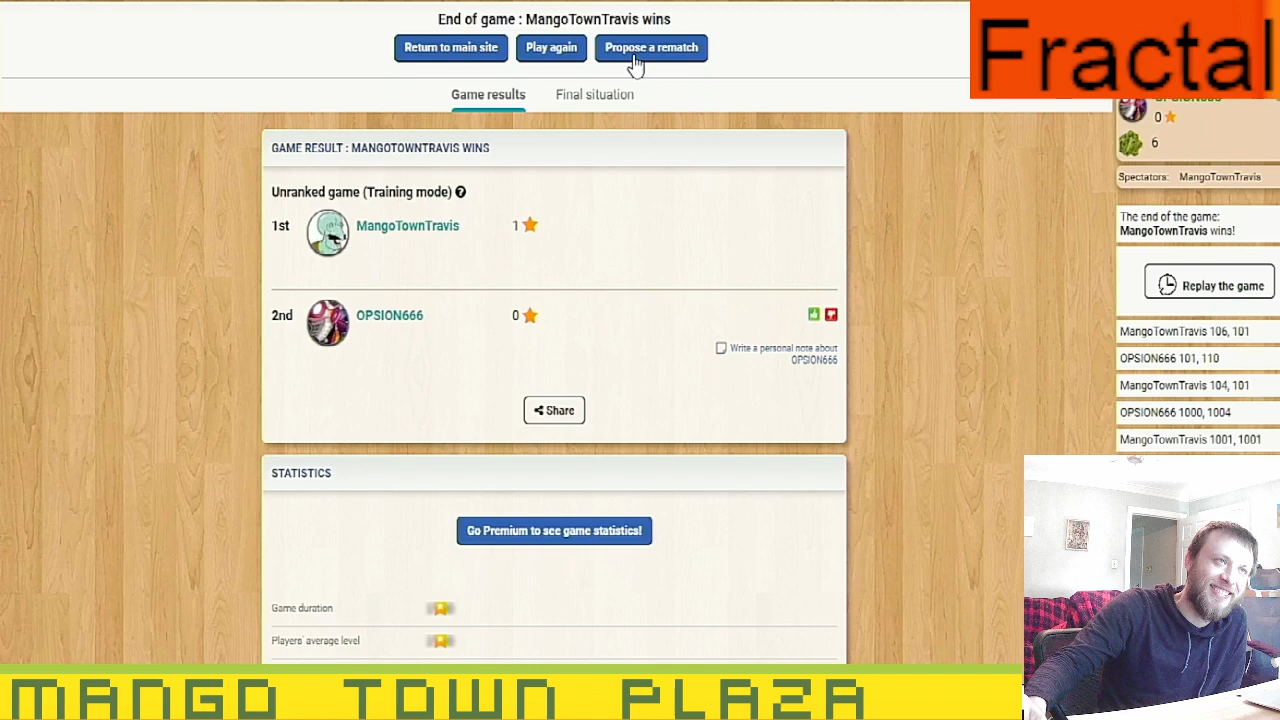 End of game : MangoTownTravis wins
Return to main site Play again Propose a rematch
Fractal
Game results Final situation
0
6
Spectators: MangoTownTravis
GAME RESULT : MANGOTOWNTRAVIS WINS
Unranked game (Training mode) ?
1st MangoTownTravis 1
2nd OPSION666 0
Write a personal note about
OPSION666
Share
The end of the game:
MangoTownTravis wins!
Replay the game
MangoTownTravis 106, 101
OPSION666 101, 110
MangoTownTravis 104, 101
OPSION666 1000, 1004
MangoTownTravis 1001, 1001
STATISTICS
Go Premium to see game statistics!
Game duration
Players' average level
MANGO TOWN PLAZA